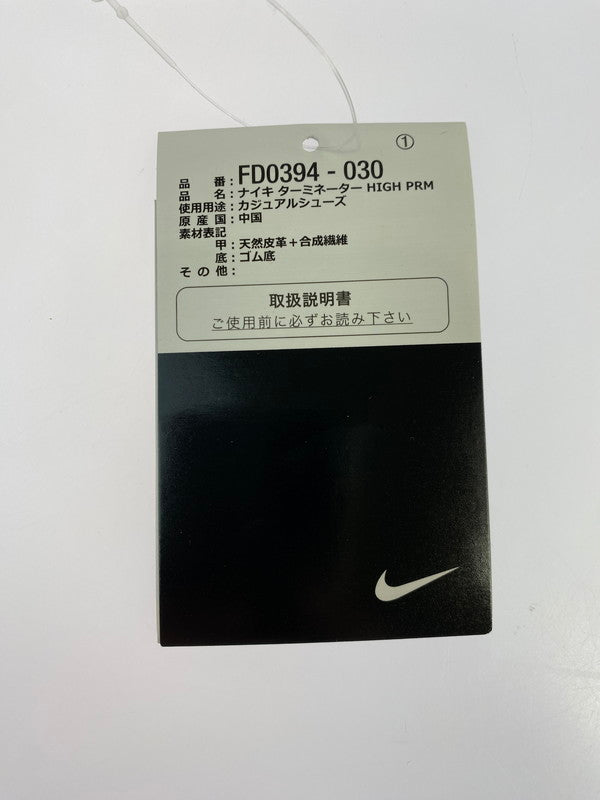 ①
品 番：FD0394 - 030
品 名：ナイキ ターミネーター HIGH PRM
使用用途：カジュアルシューズ
原 産 国：中国
素材表記
甲：天然皮革＋合成繊維
底：ゴム底
そ の 他：
取扱説明書
ご使用前に必ずお読み下さい